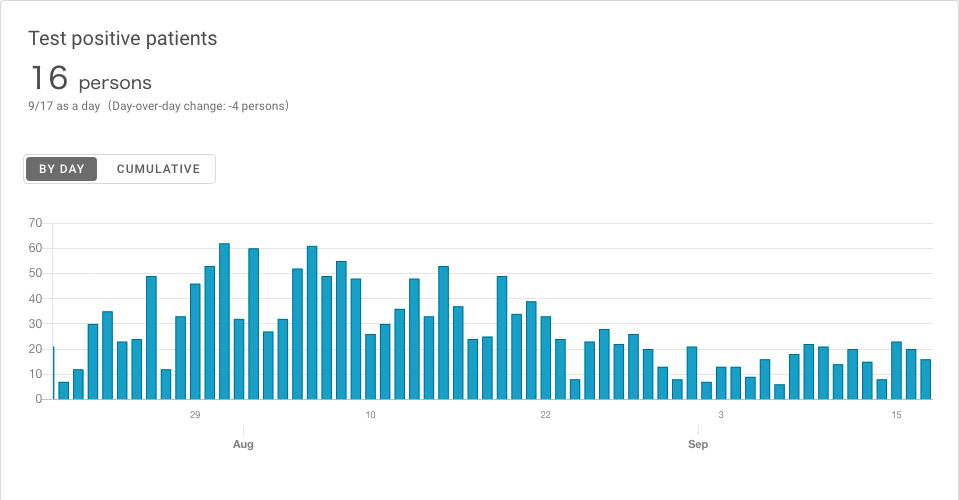 Test positive patients
16 persons
9/17 as a day（Day-over-day change: -4 persons）
BY DAY CUMULATIVE
70
60
50
40
30
20
10
0
29 10 22 3 15
Aug Sep